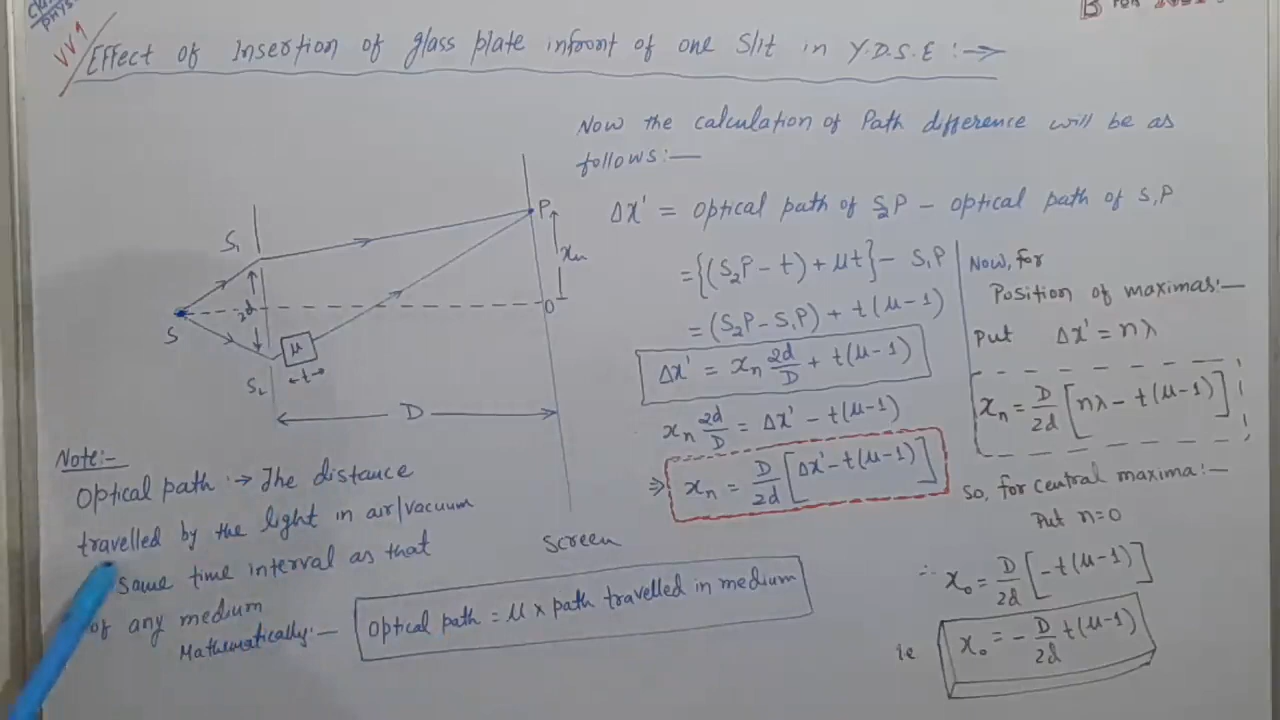 VV1
Effect of Insertion of glass plate infront of one Slit in Y.D.S.E :→
Now the calculation of Path difference will be as
follows:—
Δx' = optical path of S₂P – optical path of S₁P
= {(S₂P – t) + μt} – S₁P
= (S₂P – S₁P) + t(μ–1)
Δx' = xₙ 2d/D + t(μ–1)
xₙ 2d/D = Δx' – t(μ–1)
⇒ xₙ = D/2d [Δx' – t(μ–1)]
Now, for
Position of maximas:—
Put Δx' = nλ
xₙ = D/2d [nλ – t(μ–1)]
So, for central maxima:—
Put n=0
∴ x₀ = D/2d [–t(μ–1)]
ie x₀ = – D/2d t(μ–1)
S₁
P
xₙ
S
2d
O
μ
t
S₂
D
screen
Note:-
Optical path :→ The distance
travelled by the light in air/vacuum
same time interval as that
of any medium
Mathematically:—
Optical path = μ × path travelled in medium